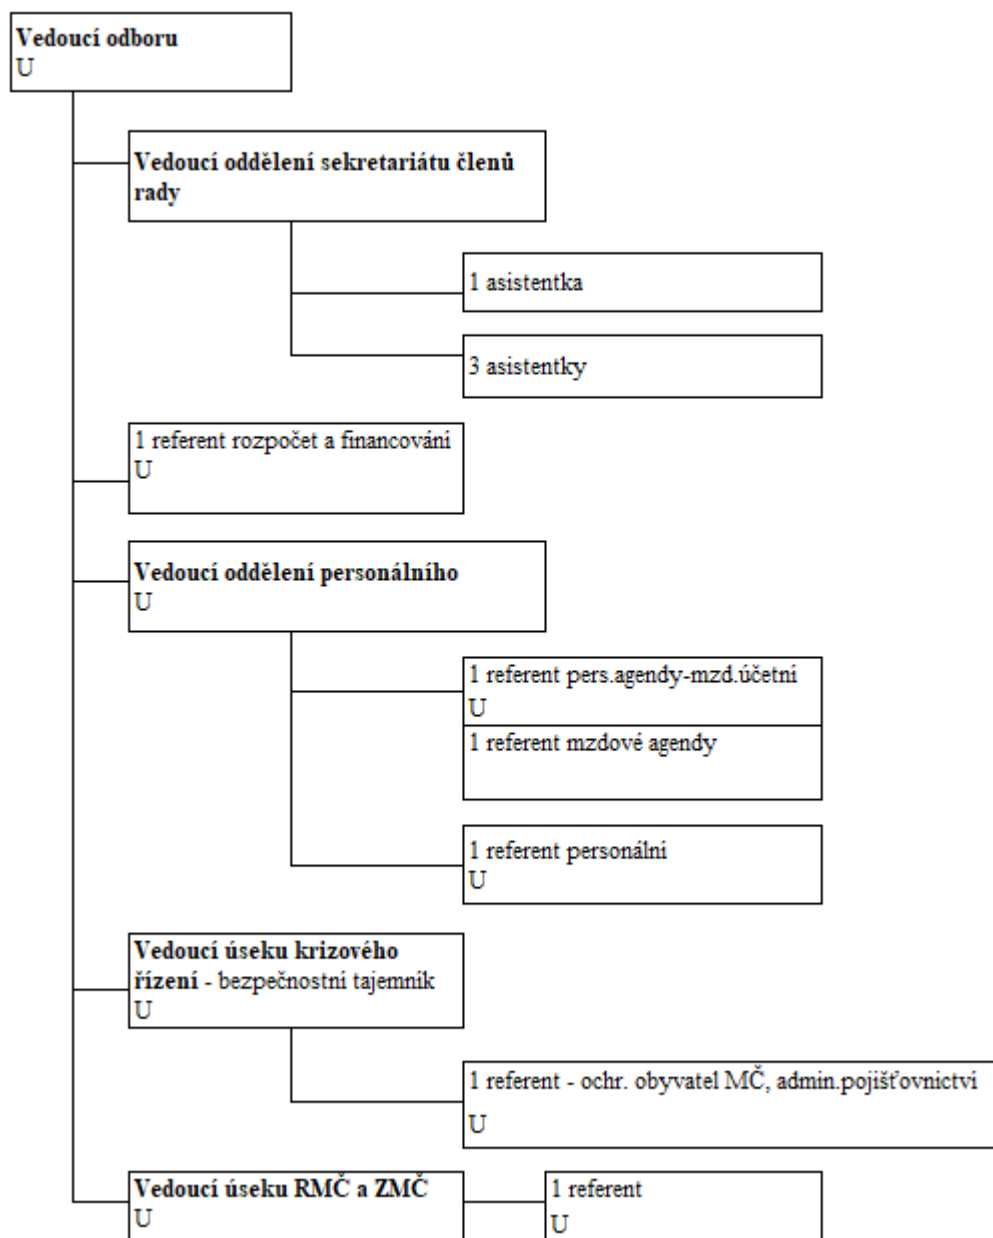 Vedoucí odboru
U
Vedoucí oddělení sekretariátu členů
rady
1 asistentka
3 asistentky
1 referent rozpočet a financování
U
Vedoucí oddělení personálního
U
1 referent pers.agendy-mzd.účetní
U
1 referent mzdové agendy
1 referent personální
U
Vedoucí úseku krizového
řízení - bezpečnostní tajemník
U
1 referent - ochr. obyvatel MČ, admin.pojišťovnictví
U
Vedoucí úseku RMČ a ZMČ
U
1 referent
U